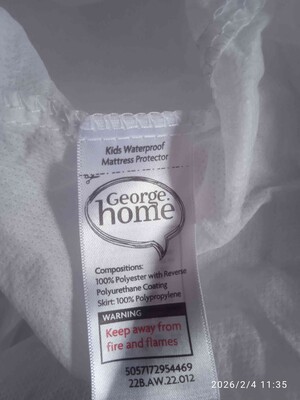 Kids Waterproof
Mattress Protector
George.
home
Compositions:
100% Polyester with Reverse
Polyurethane Coating
Skirt: 100% Polypropylene
WARNING
Keep away from
fire and flames
5057172954469
22B.AW.22.012
2026/2/4 11:35